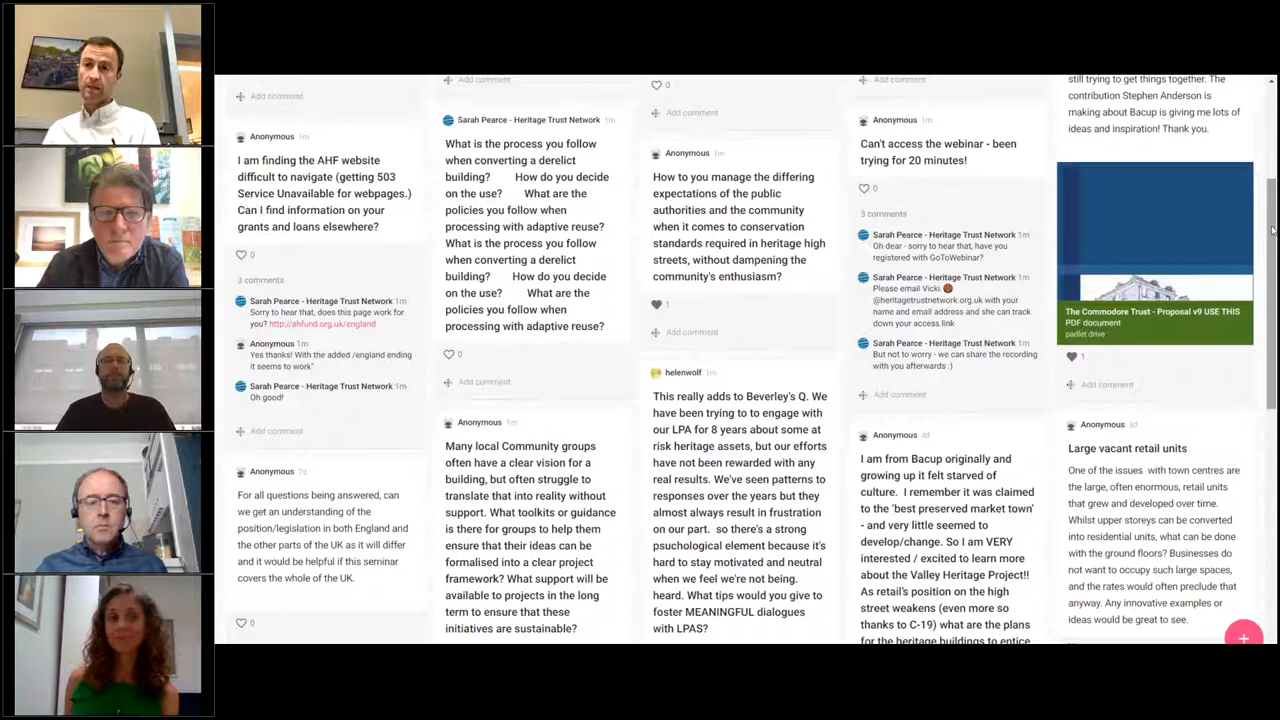 Add comment
Anonymous 1m
I am finding the AHF website
difficult to navigate (getting 503
Service Unavailable for webpages.)
Can I find information on your
grants and loans elsewhere?
0
3 comments
Sarah Pearce - Heritage Trust Network 1m
Sorry to hear that, does this page work for
you? http://ahfund.org.uk/england
Anonymous 1m
Yes thanks! With the added /england ending
it seems to work"
Sarah Pearce - Heritage Trust Network 1m
Oh good!
Add comment
Anonymous 7d
For all questions being answered, can
we get an understanding of the
position/legislation in both England and
the other parts of the UK as it will differ
and it would be helpful if this seminar
covers the whole of the UK.
0
Add comment
Sarah Pearce - Heritage Trust Network 1m
What is the process you follow
when converting a derelict
building? How do you decide
on the use? What are the
policies you follow when
processing with adaptive reuse?
What is the process you follow
when converting a derelict
building? How do you decide
on the use? What are the
policies you follow when
processing with adaptive reuse?
0
Add comment
Anonymous 1m
Many local Community groups
often have a clear vision for a
building, but often struggle to
translate that into reality without
support. What toolkits or guidance
is there for groups to help them
ensure that their ideas can be
formalised into a clear project
framework? What support will be
available to projects in the long
term to ensure that these
initiatives are sustainable?
0
Add comment
Anonymous 1m
How to you manage the differing
expectations of the public
authorities and the community
when it comes to conservation
standards required in heritage high
streets, without dampening the
community's enthusiasm?
1
Add comment
helenwolf 1m
This really adds to Beverley's Q. We
have been trying to to engage with
our LPA for 8 years about some at
risk heritage assets, but our efforts
have not been rewarded with any
real results. We've seen patterns to
responses over the years but they
almost always result in frustration
on our part. so there's a strong
pschological element because it's
hard to stay motivated and neutral
when we feel we're not being.
heard. What tips would you give to
foster MEANINGFUL dialogues
with LPAS?
Add comment
Anonymous 1m
Can't access the webinar - been
trying for 20 minutes!
0
3 comments
Sarah Pearce - Heritage Trust Network 1m
Oh dear - sorry to hear that, have you
registered with GoToWebinar?
Sarah Pearce - Heritage Trust Network 1m
Please email Vicki.
@heritagetrustnetwork.org.uk with your
name and email address and she can track
down your access link
Sarah Pearce - Heritage Trust Network 1m
But not to worry - we can share the recording
with you afterwards :)
Add comment
Anonymous 4d
I am from Bacup originally and
growing up it felt starved of
culture. I remember it was claimed
to the 'best preserved market town'
- and very little seemed to
develop/change. So I am VERY
interested / excited to learn more
about the Valley Heritage Project!!
As retail's position on the high
street weakens (even more so
thanks to C-19) what are the plans
for the heritage buildings to entice
still trying to get things together. The
contribution Stephen Anderson is
making about Bacup is giving me lots of
ideas and inspiration! Thank you.
The Commodore Trust - Proposal v9 USE THIS
PDF document
padlet drive
1
Add comment
Anonymous 3d
Large vacant retail units
One of the issues with town centres are
the large, often enormous, retail units
that grew and developed over time.
Whilst upper storeys can be converted
into residential units, what can be done
with the ground floors? Businesses do
not want to occupy such large spaces,
and the rates would often preclude that
anyway. Any innovative examples or
ideas would be great to see.